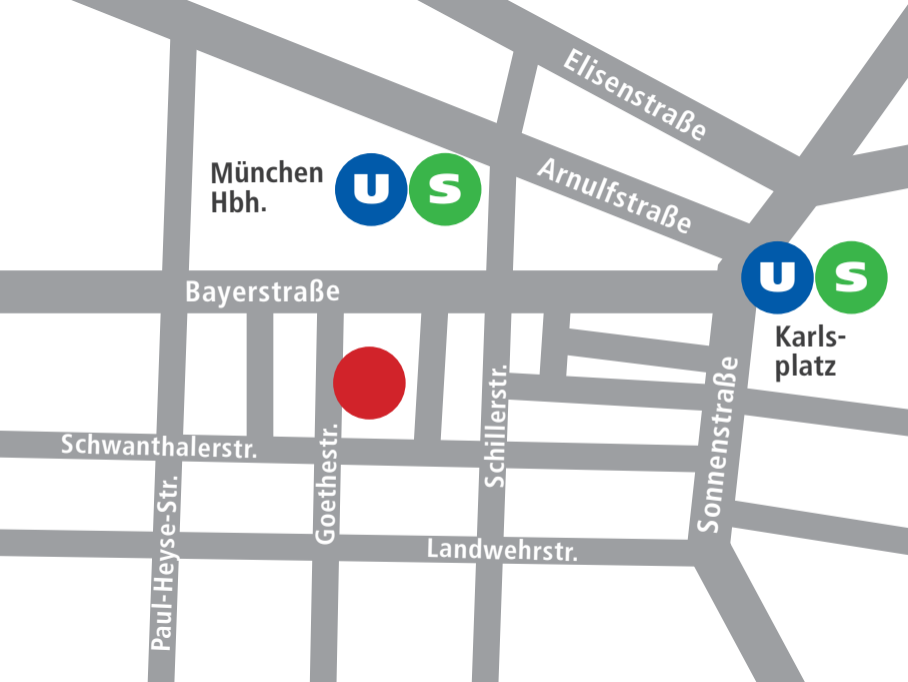 Elisenstraße
Arnulfstraße
München
Hbh.
U S
U S
Karls-
platz
Bayerstraße
Schwanthalerstr.
Goethestr.
Schillerstr.
Sonnenstraße
Paul-Heyse-Str.
Landwehrstr.